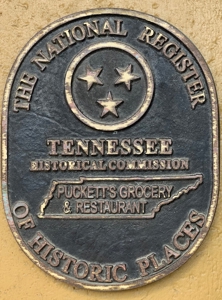 THE NATIONAL REGISTER
TENNESSEE
HISTORICAL COMMISSION
PUCKETT'S GROCERY
& RESTAURANT
OF HISTORIC PLACES